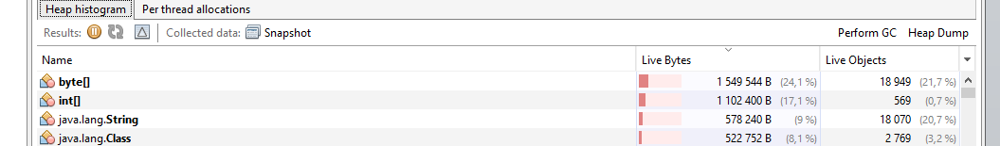 Heap histogram Per thread allocations
Results: Collected data: Snapshot Perform GC Heap Dump
Name Live Bytes Live Objects
byte[] 1 549 544 B (24,1 %) 18 949 (21,7 %)
int[] 1 102 400 B (17,1 %) 569 (0,7 %)
java.lang.String 578 240 B (9 %) 18 070 (20,7 %)
java.lang.Class 522 752 B (8,1 %) 2 769 (3,2 %)